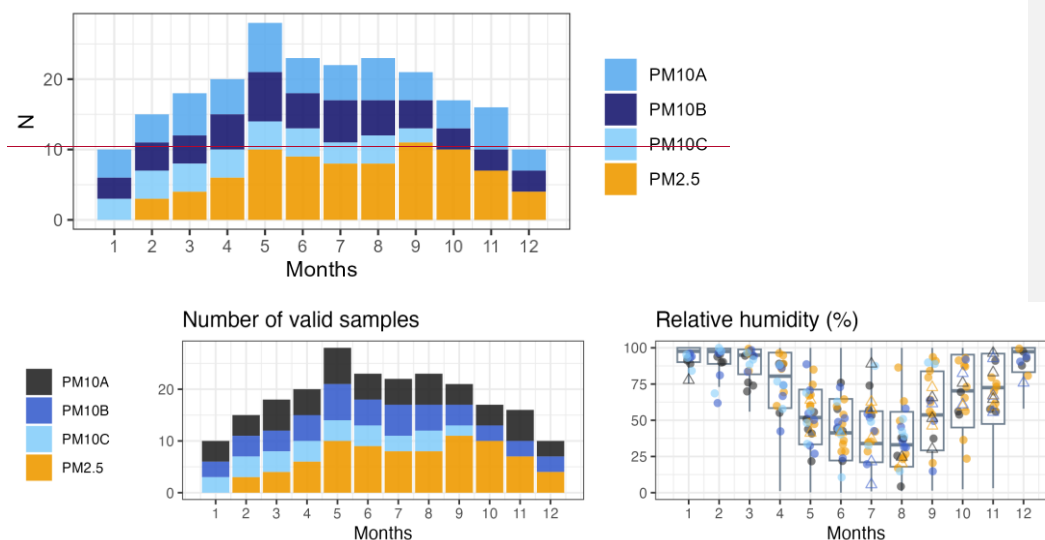 20
10
0
N
1 2 3 4 5 6 7 8 9 10 11 12
Months
PM10A
PM10B
PM10C
PM2.5
Number of valid samples
PM10A
PM10B
PM10C
PM2.5
20
10
0
1 2 3 4 5 6 7 8 9 10 11 12
Months
Relative humidity (%)
100
75
50
25
0
1 2 3 4 5 6 7 8 9 10 11 12
Months